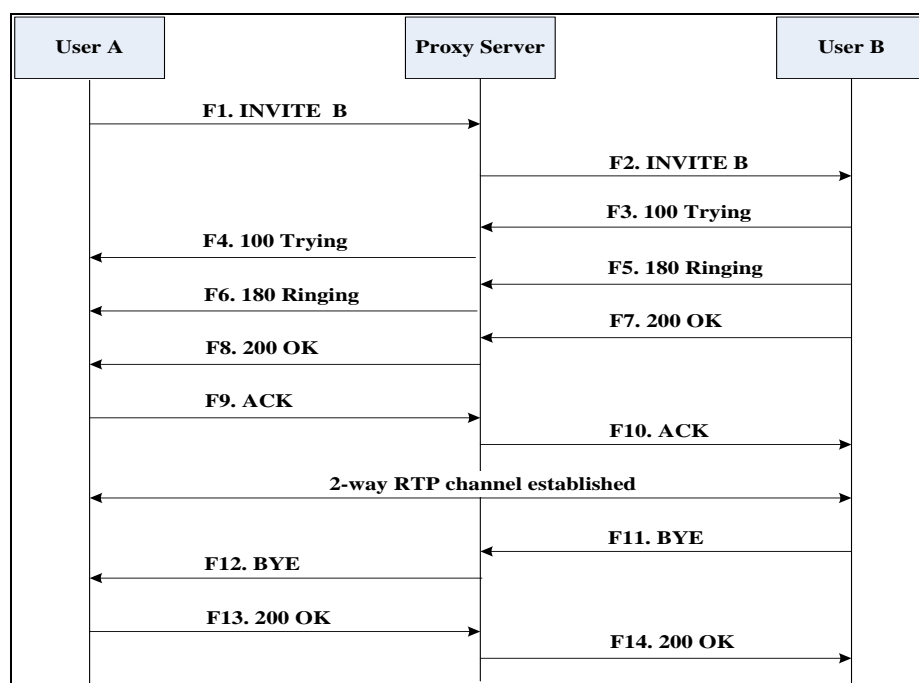 User A
Proxy Server
User B
F1. INVITE B
F2. INVITE B
F3. 100 Trying
F4. 100 Trying
F5. 180 Ringing
F6. 180 Ringing
F7. 200 OK
F8. 200 OK
F9. ACK
F10. ACK
2-way RTP channel established
F11. BYE
F12. BYE
F13. 200 OK
F14. 200 OK